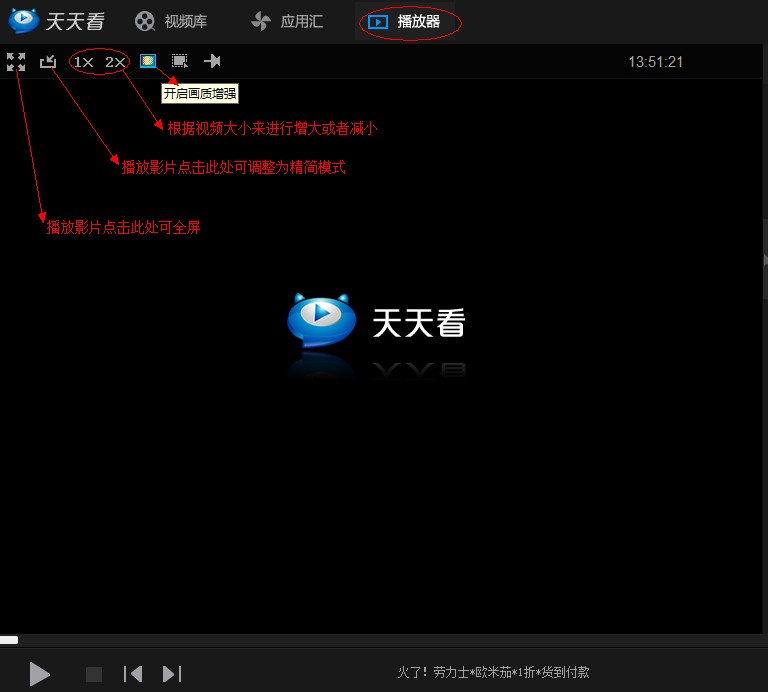 天天看 视频库 应用汇 播放器
1× 2× 13:51:21
开启画质增强
根据视频大小来进行增大或者减小
播放影片点击此处可调整为精简模式
播放影片点击此处可全屏
天天看
火了！劳力士*欧米茄*1折*货到付款